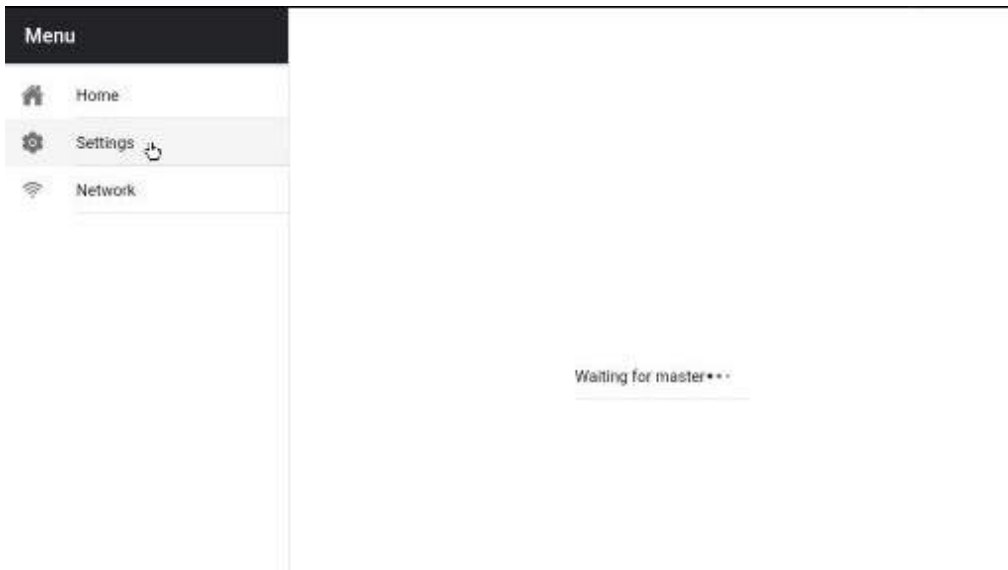 Menu
Home
Settings
Network
Waiting for master•••